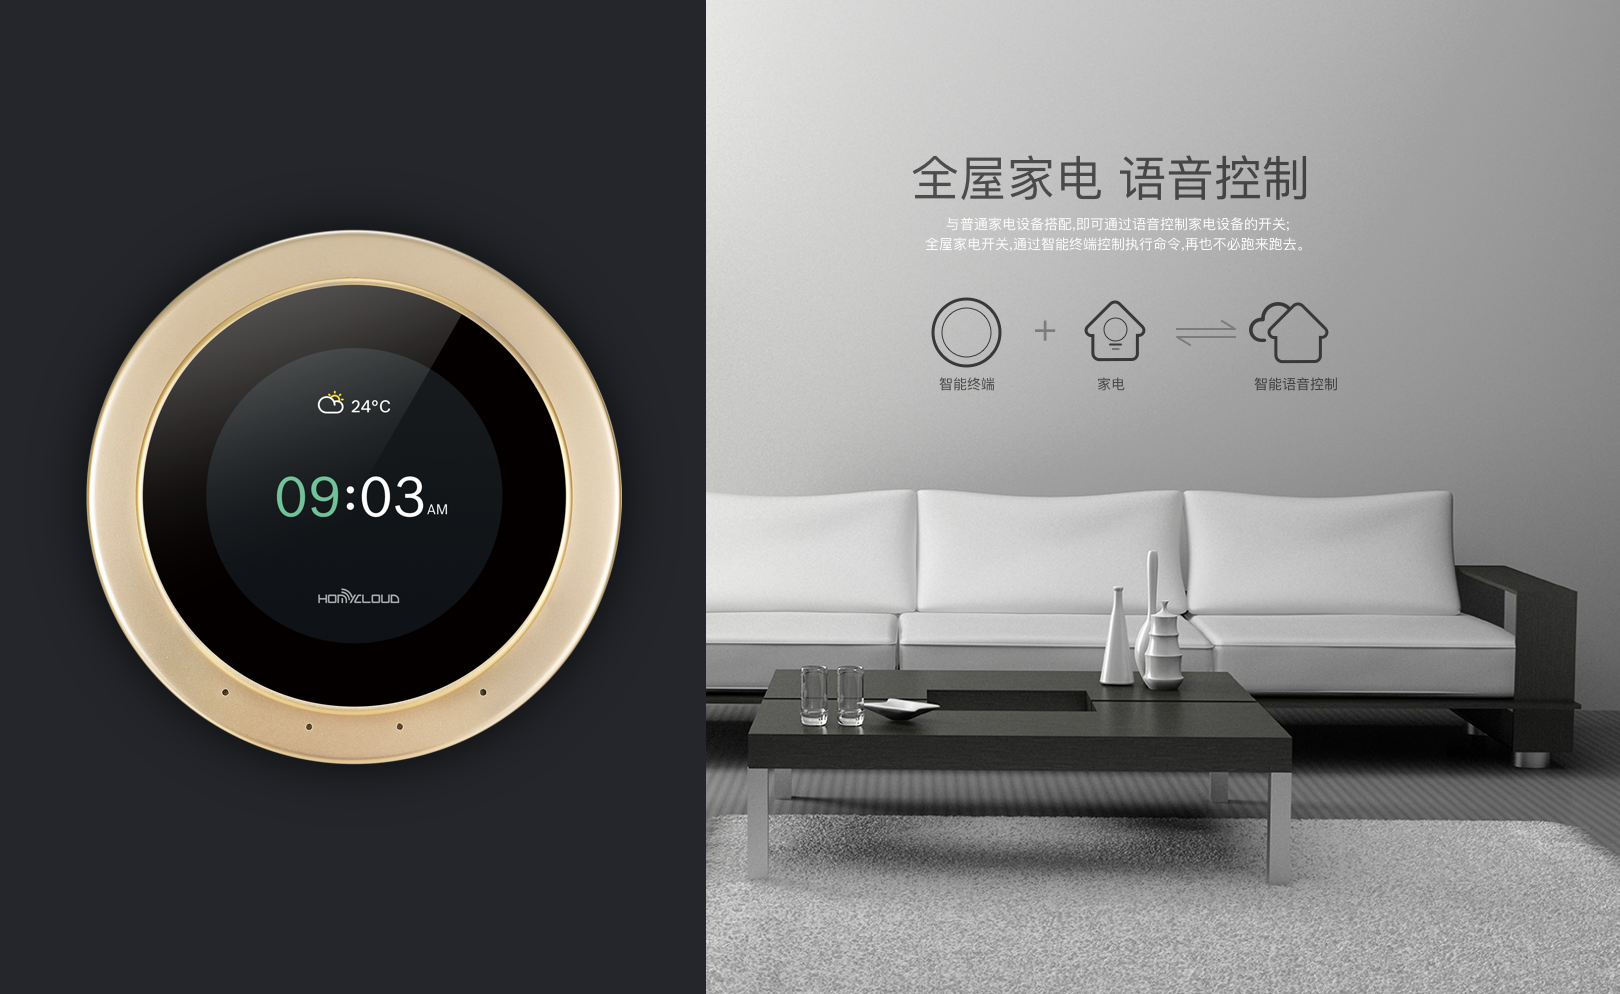 24°C
09:03 AM
HOMYCLOUD
全屋家电 语音控制
与普通家电设备搭配,即可通过语音控制家电设备的开关;
全屋家电开关,通过智能终端控制执行命令,再也不必跑来跑去。
+
智能终端
家电
智能语音控制